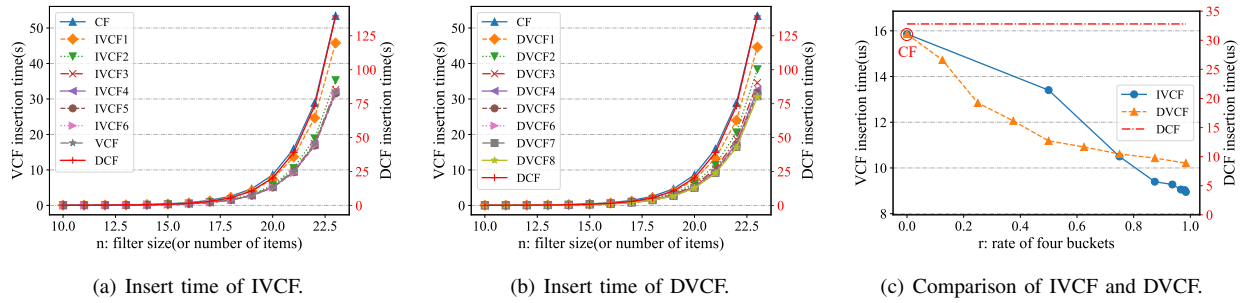 VCF insertion time(s)
60
50
40
30
20
10
0
CF
IVCF1
IVCF2
IVCF3
IVCF4
IVCF5
IVCF6
VCF
DCF
125
100
75
50
25
0
DCF insertion time(s)
10.0 12.5 15.0 17.5 20.0 22.5
n: filter size(or number of items)
(a) Insert time of IVCF.
VCF insertion time(s)
60
50
40
30
20
10
0
CF
DVCF1
DVCF2
DVCF3
DVCF4
DVCF5
DVCF6
DVCF7
DVCF8
DCF
125
100
75
50
25
0
DCF insertion time(s)
10.0 12.5 15.0 17.5 20.0 22.5
n: filter size(or number of items)
(b) Insert time of DVCF.
VCF insertion time(us)
16
14
12
10
8
CF
IVCF
DVCF
DCF
35
30
25
20
15
10
5
0
DCF insertion time(us)
0.0 0.2 0.4 0.6 0.8 1.0
r: rate of four buckets
(c) Comparison of IVCF and DVCF.